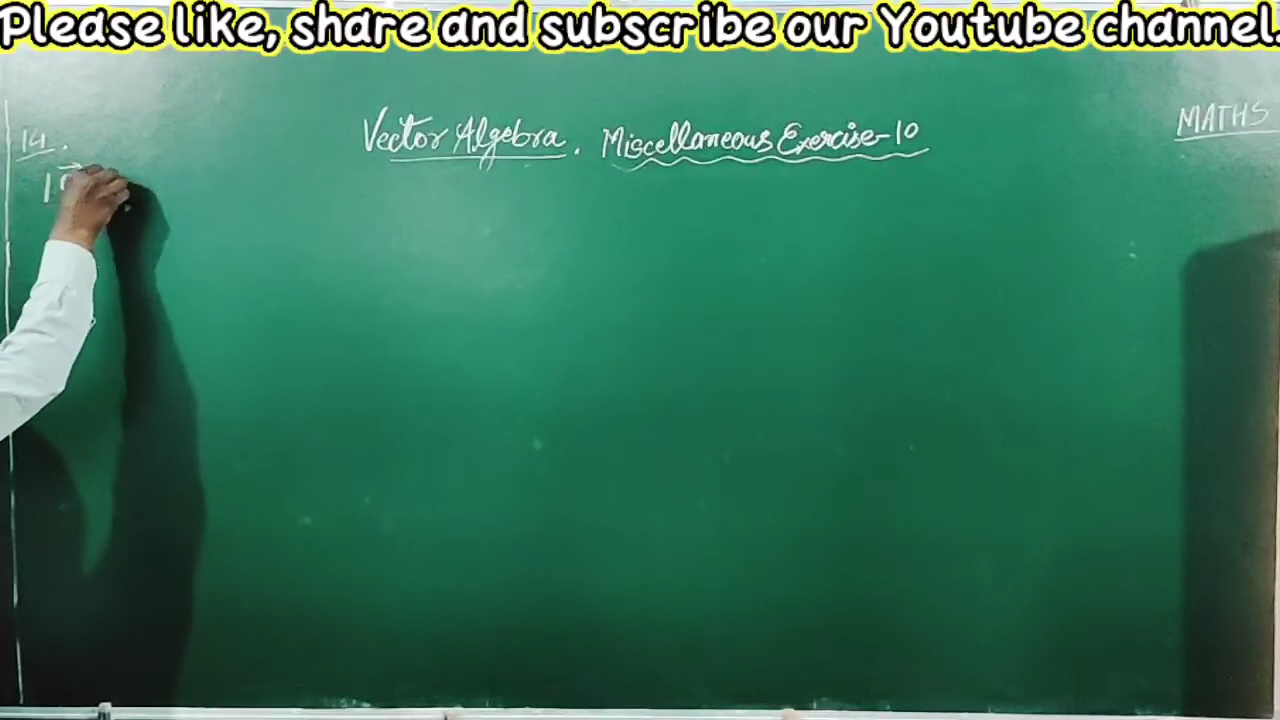 Please like, share and subscribe our Youtube channel.
Vector Algebra. Miscellaneous Exercise-10
MATHS
14.